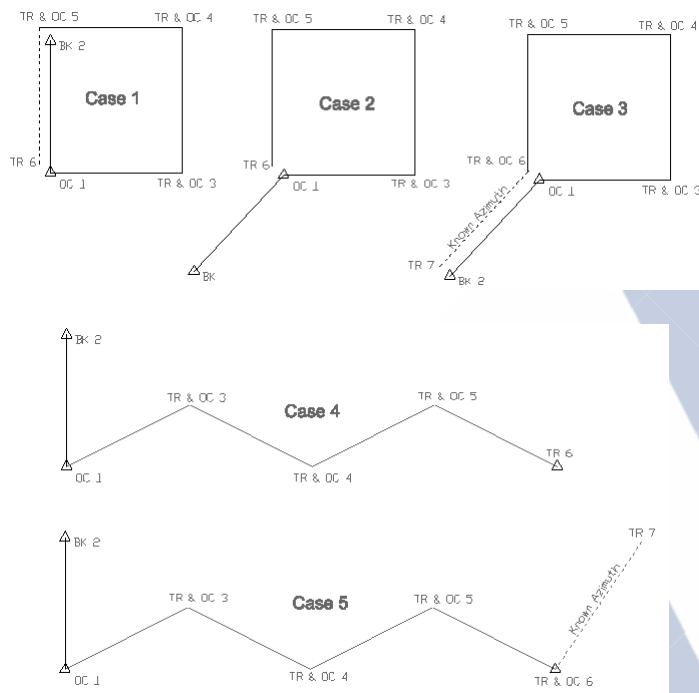 TR & OC 5
TR & OC 4
BK 2
Case 1
TR 6
OC 1
TR & OC 3
TR & OC 5
TR & OC 4
Case 2
TR 6
OC 1
TR & OC 3
BK
TR & OC 5
TR & OC 4
Case 3
TR & OC 6
OC 1
TR & OC 3
Known Azimuth
TR 7
BK 2
BK 2
TR & OC 3
Case 4
TR & OC 5
OC 1
TR & OC 4
TR 6
BK 2
TR & OC 3
Case 5
TR & OC 5
TR 7
Known Azimuth
OC 1
TR & OC 4
TR & OC 6